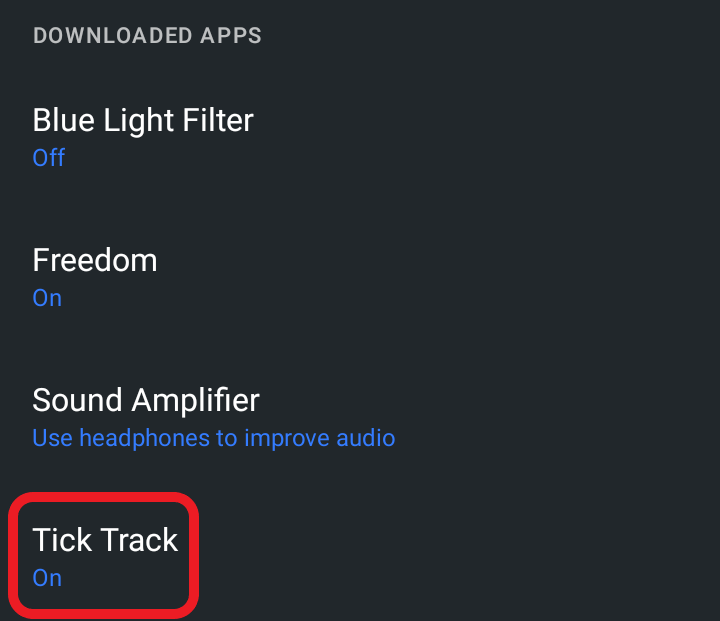 DOWNLOADED APPS
Blue Light Filter
Off
Freedom
On
Sound Amplifier
Use headphones to improve audio
Tick Track
On